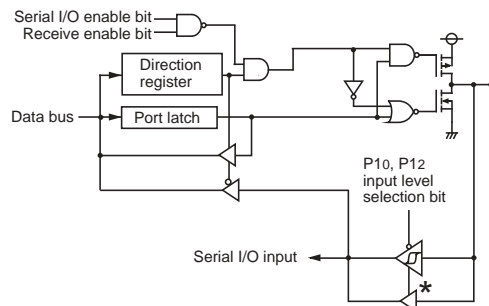 Serial I/O enable bit
Receive enable bit
Direction
register
Data bus
Port latch
P10, P12
input level
selection bit
Serial I/O input
*